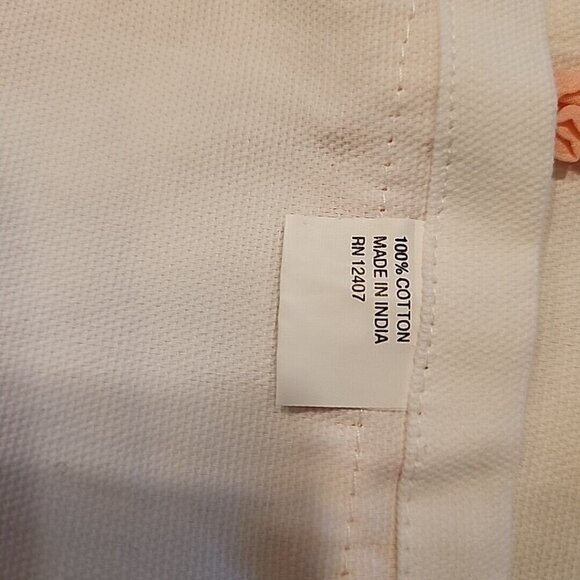 100% COTTON
MADE IN INDIA
RN 12407